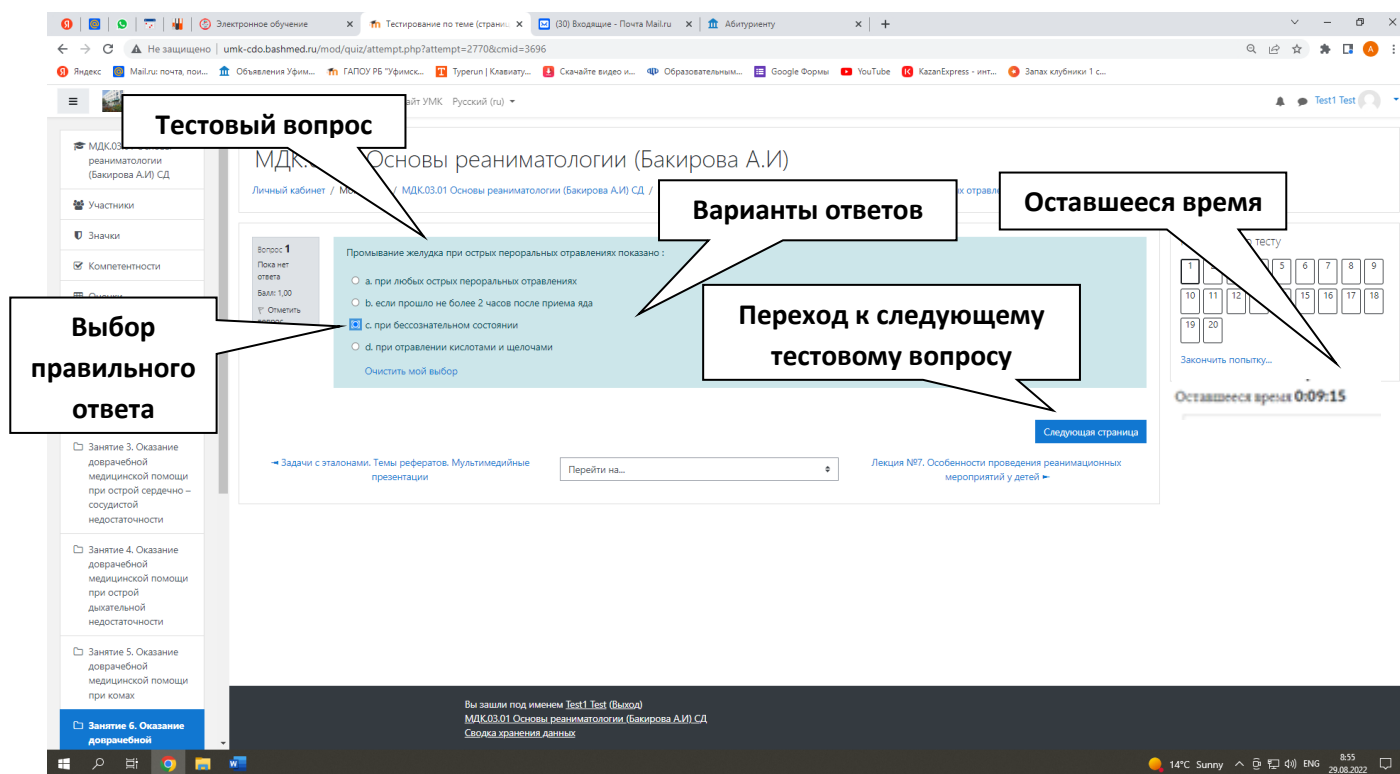 Электронное обучение
Тестирование по теме (страниц
(30) Входящие - Почта Mail.ru
Абитуриенту
Не защищено
umk-cdo.bashmed.ru/mod/quiz/attempt.php?attempt=2770&cmid=3696
Яндекс
Mail.ru: почта, пои...
Объявления Уфим...
ГАПОУ РБ "Уфимск...
Typerun | Клавиату...
Скачайте видео и...
Образовательным...
Google Формы
YouTube
KazanExpress - инт...
Запах клубники 1 с...
айт УМК
Русский (ru)
Test1 Test
Тестовый вопрос
МДК.03
реаниматологии
(Бакирова А.И) СД
Участники
Значки
Компетентности
МДК.0
Основы реаниматологии (Бакирова А.И)
Личный кабинет / Мо
/ МДК.03.01 Основы реаниматологии (Бакирова А.И) СД /
х отравле
Варианты ответов
Оставшееся время
Вопрос 1
Пока нет
ответа
Балл: 1,00
Отметить
вопрос
Промывание желудка при острых пероральных отравлениях показано :
a. при любых острых пероральных отравлениях
b. если прошло не более 2 часов после приема яда
c. при бессознательном состоянии
d. при отравлении кислотами и щелочами
Очистить мой выбор
Выбор
правильного
ответа
Переход к следующему
тестовому вопросу
о тесту
1
5 6 7 8 9
10 11 12
15 16 17 18
19 20
Закончить попытку...
Оставшееся время 0:09:15
Следующая страница
◄ Задачи с эталонами. Темы рефератов. Мультимедийные
презентации
Перейти на...
Лекция №7. Особенности проведения реанимационных
мероприятий у детей ►
Занятие 3. Оказание
доврачебной
медицинской помощи
при острой сердечно –
сосудистой
недостаточности
Занятие 4. Оказание
доврачебной
медицинской помощи
при острой
дыхательной
недостаточности
Занятие 5. Оказание
доврачебной
медицинской помощи
при комах
Занятие 6. Оказание
доврачебной
Вы зашли под именем Test1 Test (Выход)
МДК.03.01 Основы реаниматологии (Бакирова А.И) СД
Сводка хранения данных
14°C Sunny
ENG
8:55
29.08.2022